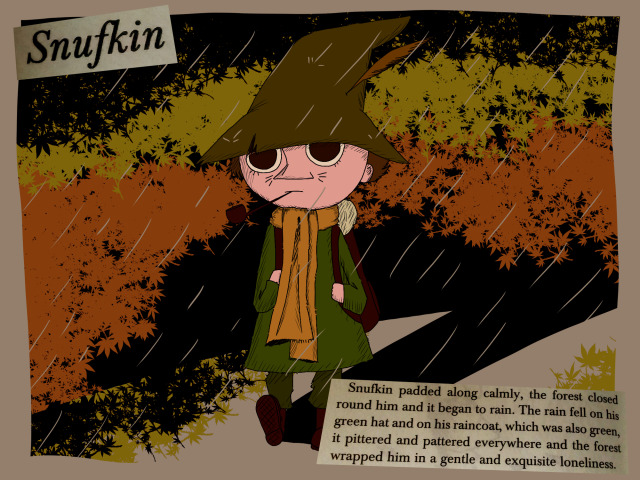 Snufkin
Snufkin padded along calmly, the forest closed
round him and it began to rain. The rain fell on his
green hat and on his raincoat, which was also green,
it pittered and pattered everywhere and the forest
wrapped him in a gentle and exquisite loneliness.